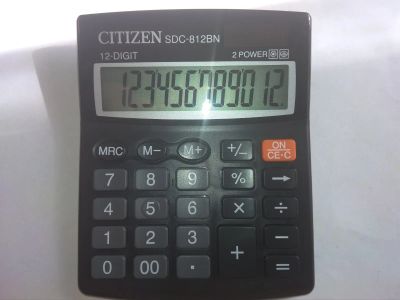 CITIZEN SDC-812BN
12-DIGIT 2 POWER
123456789012.
MRC M- M+ +/- ON/CE·C
7 8 9 % →
4 5 6 × ÷
1 2 3 + −
0 00 . =